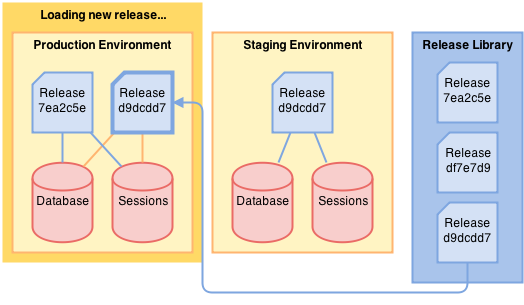 Loading new release...
Production Environment
Release
7ea2c5e
Release
d9dcdd7
Database
Sessions
Staging Environment
Release
d9dcdd7
Database
Sessions
Release Library
Release
7ea2c5e
Release
df7e7d9
Release
d9dcdd7